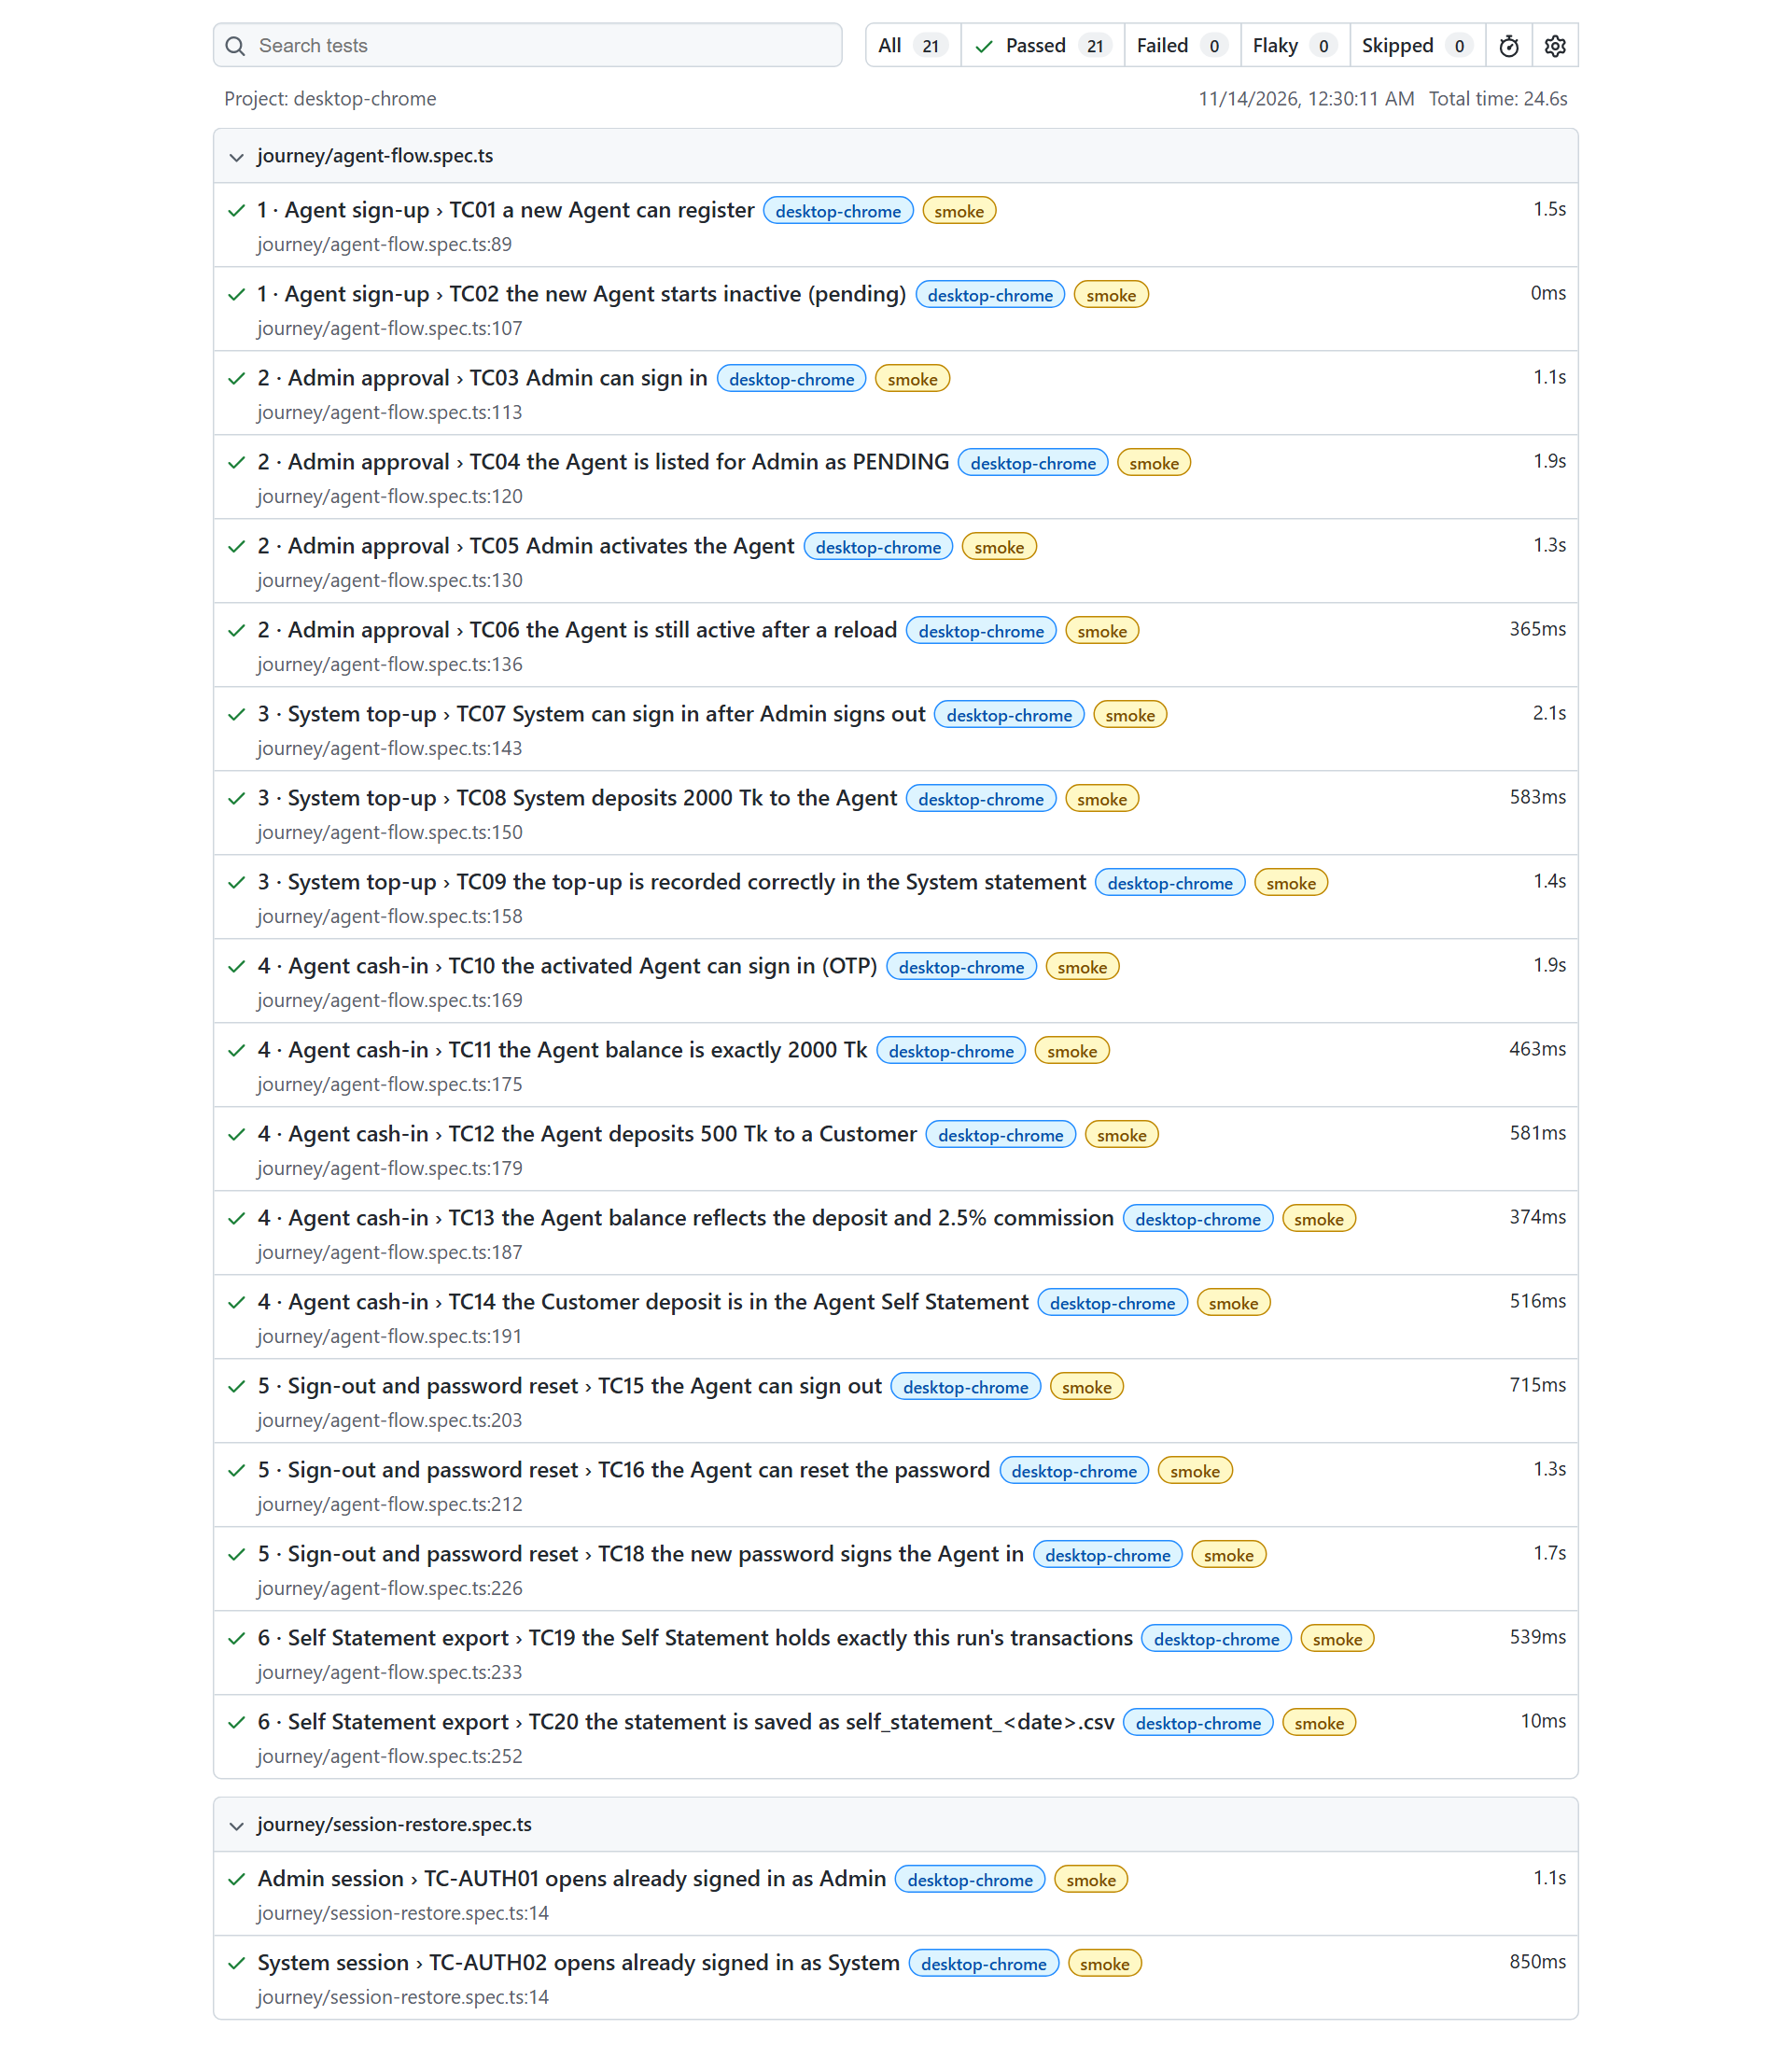 Search tests
All 21 Passed 21 Failed 0 Flaky 0 Skipped 0
Project: desktop-chrome 11/14/2026, 12:30:11 AM Total time: 24.6s
journey/agent-flow.spec.ts
1 · Agent sign-up › TC01 a new Agent can register desktop-chrome smoke 1.5s
journey/agent-flow.spec.ts:89
1 · Agent sign-up › TC02 the new Agent starts inactive (pending) desktop-chrome smoke 0ms
journey/agent-flow.spec.ts:107
2 · Admin approval › TC03 Admin can sign in desktop-chrome smoke 1.1s
journey/agent-flow.spec.ts:113
2 · Admin approval › TC04 the Agent is listed for Admin as PENDING desktop-chrome smoke 1.9s
journey/agent-flow.spec.ts:120
2 · Admin approval › TC05 Admin activates the Agent desktop-chrome smoke 1.3s
journey/agent-flow.spec.ts:130
2 · Admin approval › TC06 the Agent is still active after a reload desktop-chrome smoke 365ms
journey/agent-flow.spec.ts:136
3 · System top-up › TC07 System can sign in after Admin signs out desktop-chrome smoke 2.1s
journey/agent-flow.spec.ts:143
3 · System top-up › TC08 System deposits 2000 Tk to the Agent desktop-chrome smoke 583ms
journey/agent-flow.spec.ts:150
3 · System top-up › TC09 the top-up is recorded correctly in the System statement desktop-chrome smoke 1.4s
journey/agent-flow.spec.ts:158
4 · Agent cash-in › TC10 the activated Agent can sign in (OTP) desktop-chrome smoke 1.9s
journey/agent-flow.spec.ts:169
4 · Agent cash-in › TC11 the Agent balance is exactly 2000 Tk desktop-chrome smoke 463ms
journey/agent-flow.spec.ts:175
4 · Agent cash-in › TC12 the Agent deposits 500 Tk to a Customer desktop-chrome smoke 581ms
journey/agent-flow.spec.ts:179
4 · Agent cash-in › TC13 the Agent balance reflects the deposit and 2.5% commission desktop-chrome smoke 374ms
journey/agent-flow.spec.ts:187
4 · Agent cash-in › TC14 the Customer deposit is in the Agent Self Statement desktop-chrome smoke 516ms
journey/agent-flow.spec.ts:191
5 · Sign-out and password reset › TC15 the Agent can sign out desktop-chrome smoke 715ms
journey/agent-flow.spec.ts:203
5 · Sign-out and password reset › TC16 the Agent can reset the password desktop-chrome smoke 1.3s
journey/agent-flow.spec.ts:212
5 · Sign-out and password reset › TC18 the new password signs the Agent in desktop-chrome smoke 1.7s
journey/agent-flow.spec.ts:226
6 · Self Statement export › TC19 the Self Statement holds exactly this run's transactions desktop-chrome smoke 539ms
journey/agent-flow.spec.ts:233
6 · Self Statement export › TC20 the statement is saved as self_statement_<date>.csv desktop-chrome smoke 10ms
journey/agent-flow.spec.ts:252
journey/session-restore.spec.ts
Admin session › TC-AUTH01 opens already signed in as Admin desktop-chrome smoke 1.1s
journey/session-restore.spec.ts:14
System session › TC-AUTH02 opens already signed in as System desktop-chrome smoke 850ms
journey/session-restore.spec.ts:14